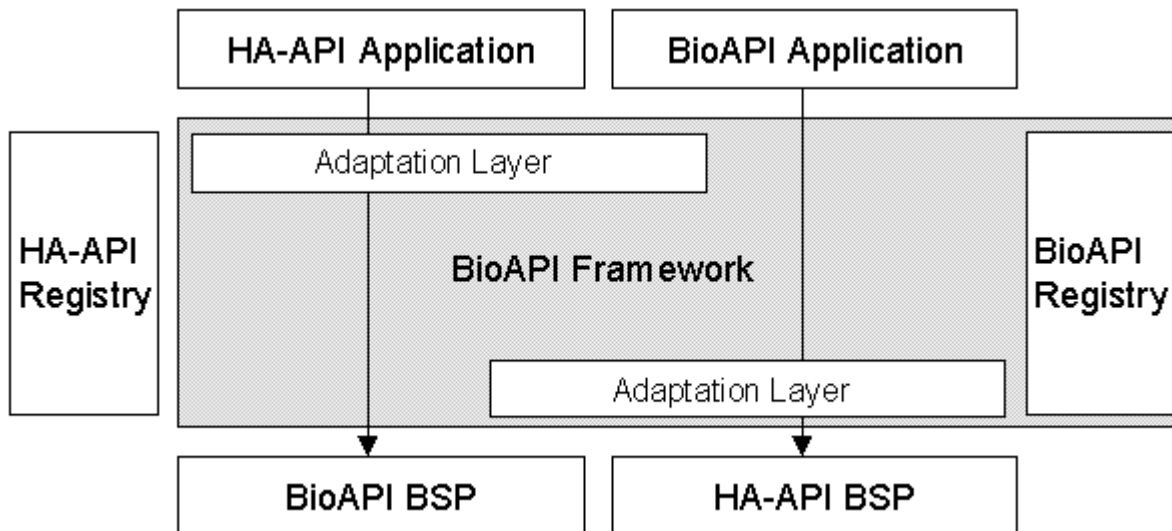 HA-API Application
BioAPI Application
Adaptation Layer
HA-API
Registry
BioAPI Framework
BioAPI
Registry
Adaptation Layer
BioAPI BSP
HA-API BSP